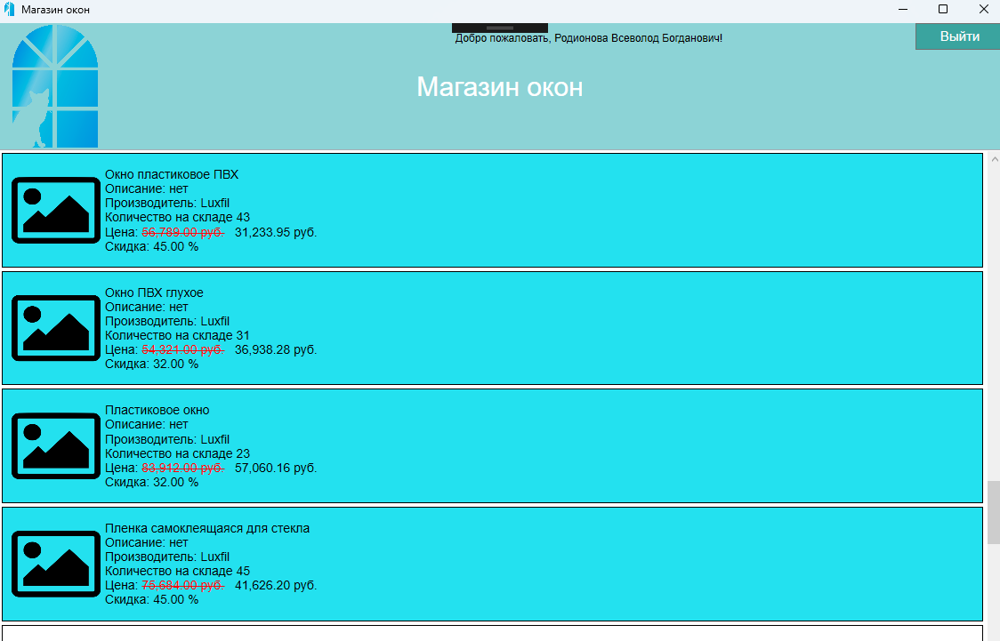 Магазин окон
Добро пожаловать, Родионова Всеволод Богданович!
Выйти
Магазин окон
Окно пластиковое ПВХ
Описание: нет
Производитель: Luxfil
Количество на складе 43
Цена: 56,789.00 руб. 31,233.95 руб.
Скидка: 45.00 %
Окно ПВХ глухое
Описание: нет
Производитель: Luxfil
Количество на складе 31
Цена: 54,321.00 руб. 36,938.28 руб.
Скидка: 32.00 %
Пластиковое окно
Описание: нет
Производитель: Luxfil
Количество на складе 23
Цена: 83,912.00 руб. 57,060.16 руб.
Скидка: 32.00 %
Пленка самоклеящаяся для стекла
Описание: нет
Производитель: Luxfil
Количество на складе 45
Цена: 75,684.00 руб. 41,626.20 руб.
Скидка: 45.00 %